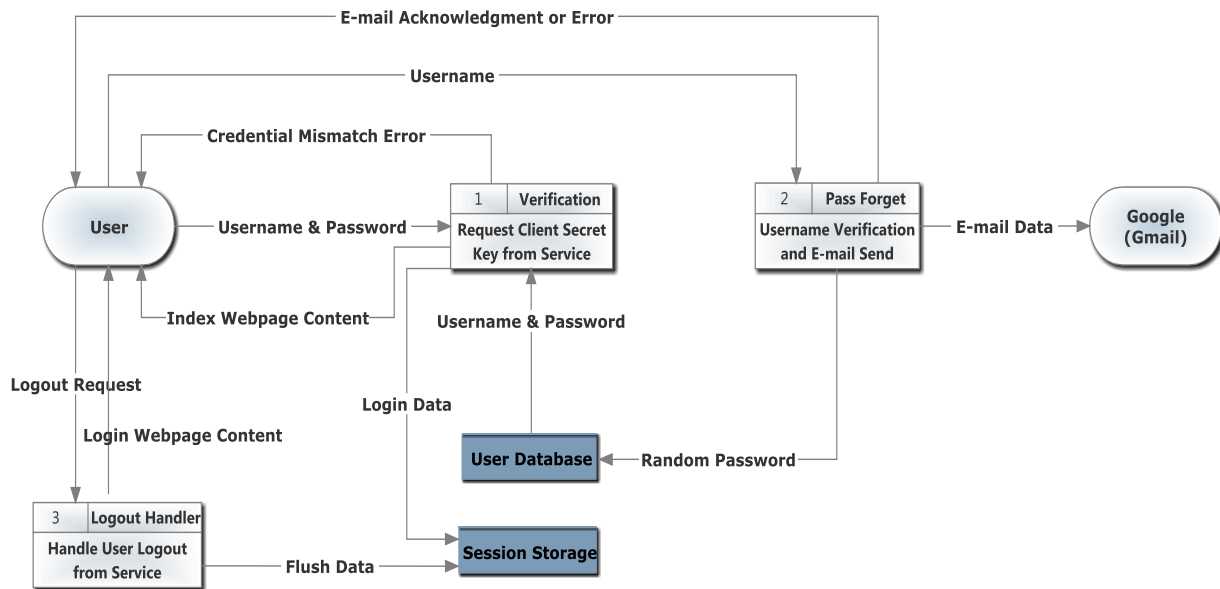 E-mail Acknowledgment or Error
Username
Credential Mismatch Error
1
Verification
2
Pass Forget
User
Username & Password
Request Client Secret
Key from Service
Username Verification
and E-mail Send
E-mail Data
Google
(Gmail)
Index Webpage Content
Username & Password
Logout Request
Login Data
Login Webpage Content
User Database
Random Password
3
Logout Handler
Handle User Logout
from Service
Flush Data
Session Storage